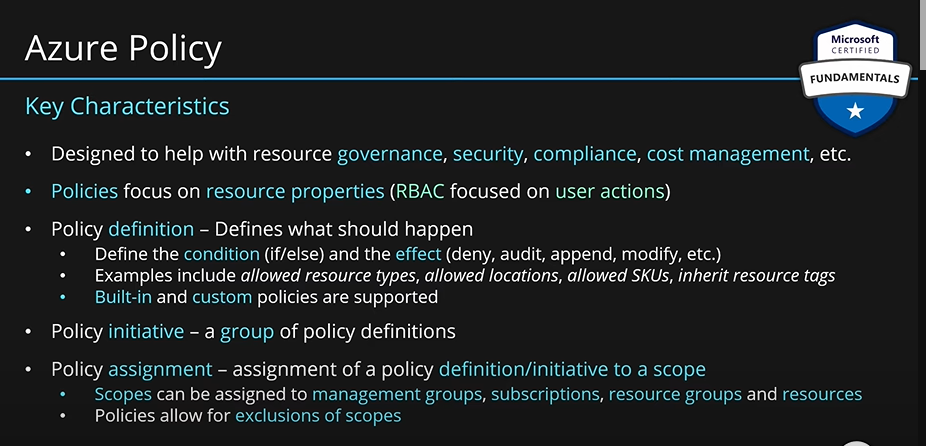 Azure Policy
Microsoft
CERTIFIED
FUNDAMENTALS
Key Characteristics
• Designed to help with resource governance, security, compliance, cost management, etc.
• Policies focus on resource properties (RBAC focused on user actions)
• Policy definition – Defines what should happen
• Define the condition (if/else) and the effect (deny, audit, append, modify, etc.)
• Examples include allowed resource types, allowed locations, allowed SKUs, inherit resource tags
• Built-in and custom policies are supported
• Policy initiative – a group of policy definitions
• Policy assignment – assignment of a policy definition/initiative to a scope
• Scopes can be assigned to management groups, subscriptions, resource groups and resources
• Policies allow for exclusions of scopes